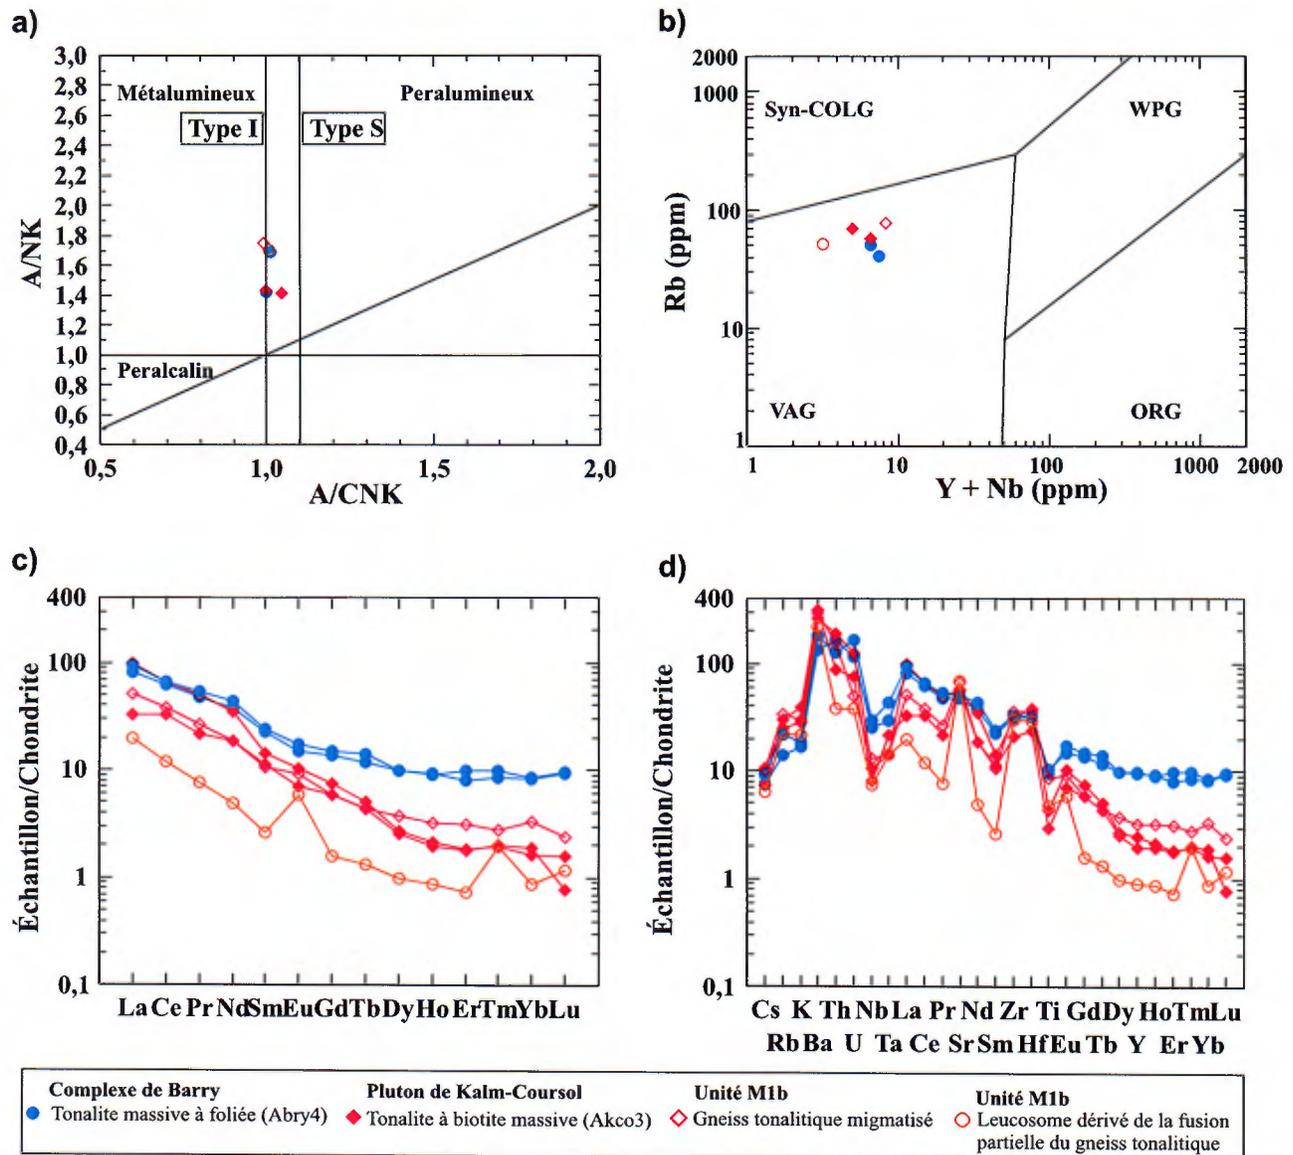 a)
3,0
2,8
2,6
2,4
2,2
2,0
1,8
1,6
1,4
1,2
1,0
0,8
0,6
0,4
A/NK
Métalumineux
Peralumineux
Type I
Type S
Peralcalin
0,5
1,0
1,5
2,0
A/CNK
b)
2000
1000
100
10
1
Rb (ppm)
Syn-COLG
WPG
VAG
ORG
1
10
100
1000
2000
Y + Nb (ppm)
c)
400
100
10
1
0,1
Échantillon/Chondrite
La Ce Pr Nd Sm Eu Gd Tb Dy Ho Er Tm Yb Lu
d)
400
100
10
1
0,1
Échantillon/Chondrite
Cs K Th Nb La Pr Nd Zr Ti Gd Dy Ho Tm Lu
Rb Ba U Ta Ce Sr Sm Hf Eu Tb Y Er Yb
Complexe de Barry
Tonalite massive à foliée (Abry4)
Pluton de Kalm-Coursol
Tonalite à biotite massive (Akco3)
Unité M1b
Gneiss tonalitique migmatisé
Unité M1b
Leucosome dérivé de la fusion
partielle du gneiss tonalitique